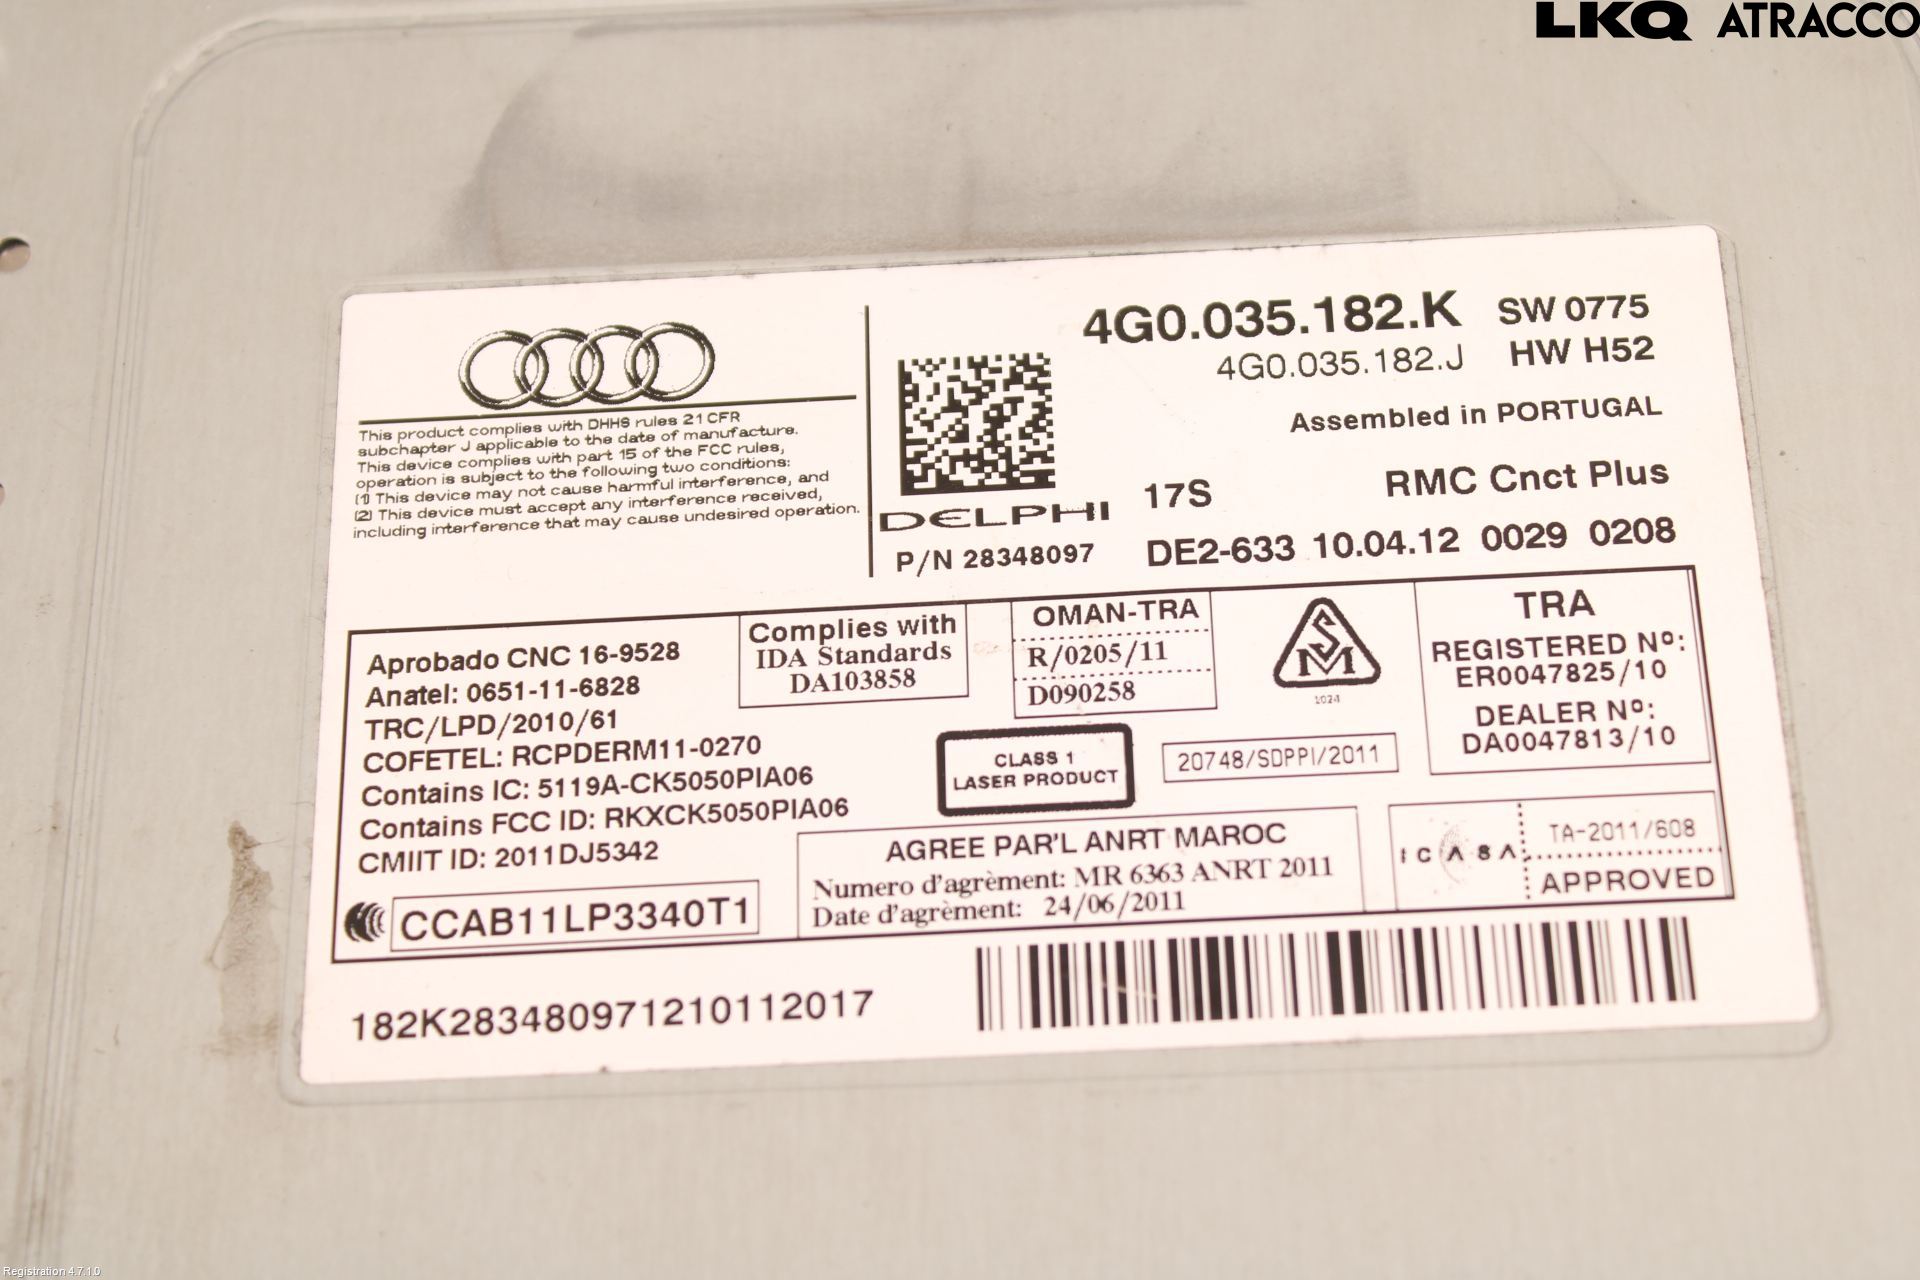 LKQ ATRACCO
This product complies with DHHS rules 21 CFR
subchapter J applicable to the date of manufacture.
This device complies with part 15 of the FCC rules,
operation is subject to the following two conditions:
(1) This device may not cause harmful interference, and
(2) This device must accept any interference received,
including interference that may cause undesired operation.
4G0.035.182.K SW 0775
4G0.035.182.J HW H52
Assembled in PORTUGAL
17S RMC Cnct Plus
DELPHI
P/N 28348097 DE2-633 10.04.12 0029 0208
Aprobado CNC 16-9528
Anatel: 0651-11-6828
TRC/LPD/2010/61
COFETEL: RCPDERM11-0270
Contains IC: 5119A-CK5050PIA06
Contains FCC ID: RKXCK5050PIA06
CMIIT ID: 2011DJ5342
CCAB11LP3340T1
Complies with
IDA Standards
DA103858
OMAN-TRA
R/0205/11
D090258
SM
1024
TRA
REGISTERED Nº:
ER0047825/10
DEALER Nº:
DA0047813/10
CLASS 1
LASER PRODUCT
20748/SDPPI/2011
AGREE PAR'L ANRT MAROC
Numero d'agrèment: MR 6363 ANRT 2011
Date d'agrèment: 24/06/2011
ICASA
TA-2011/608
APPROVED
182K283480971210112017
Registration 4.7.1.0